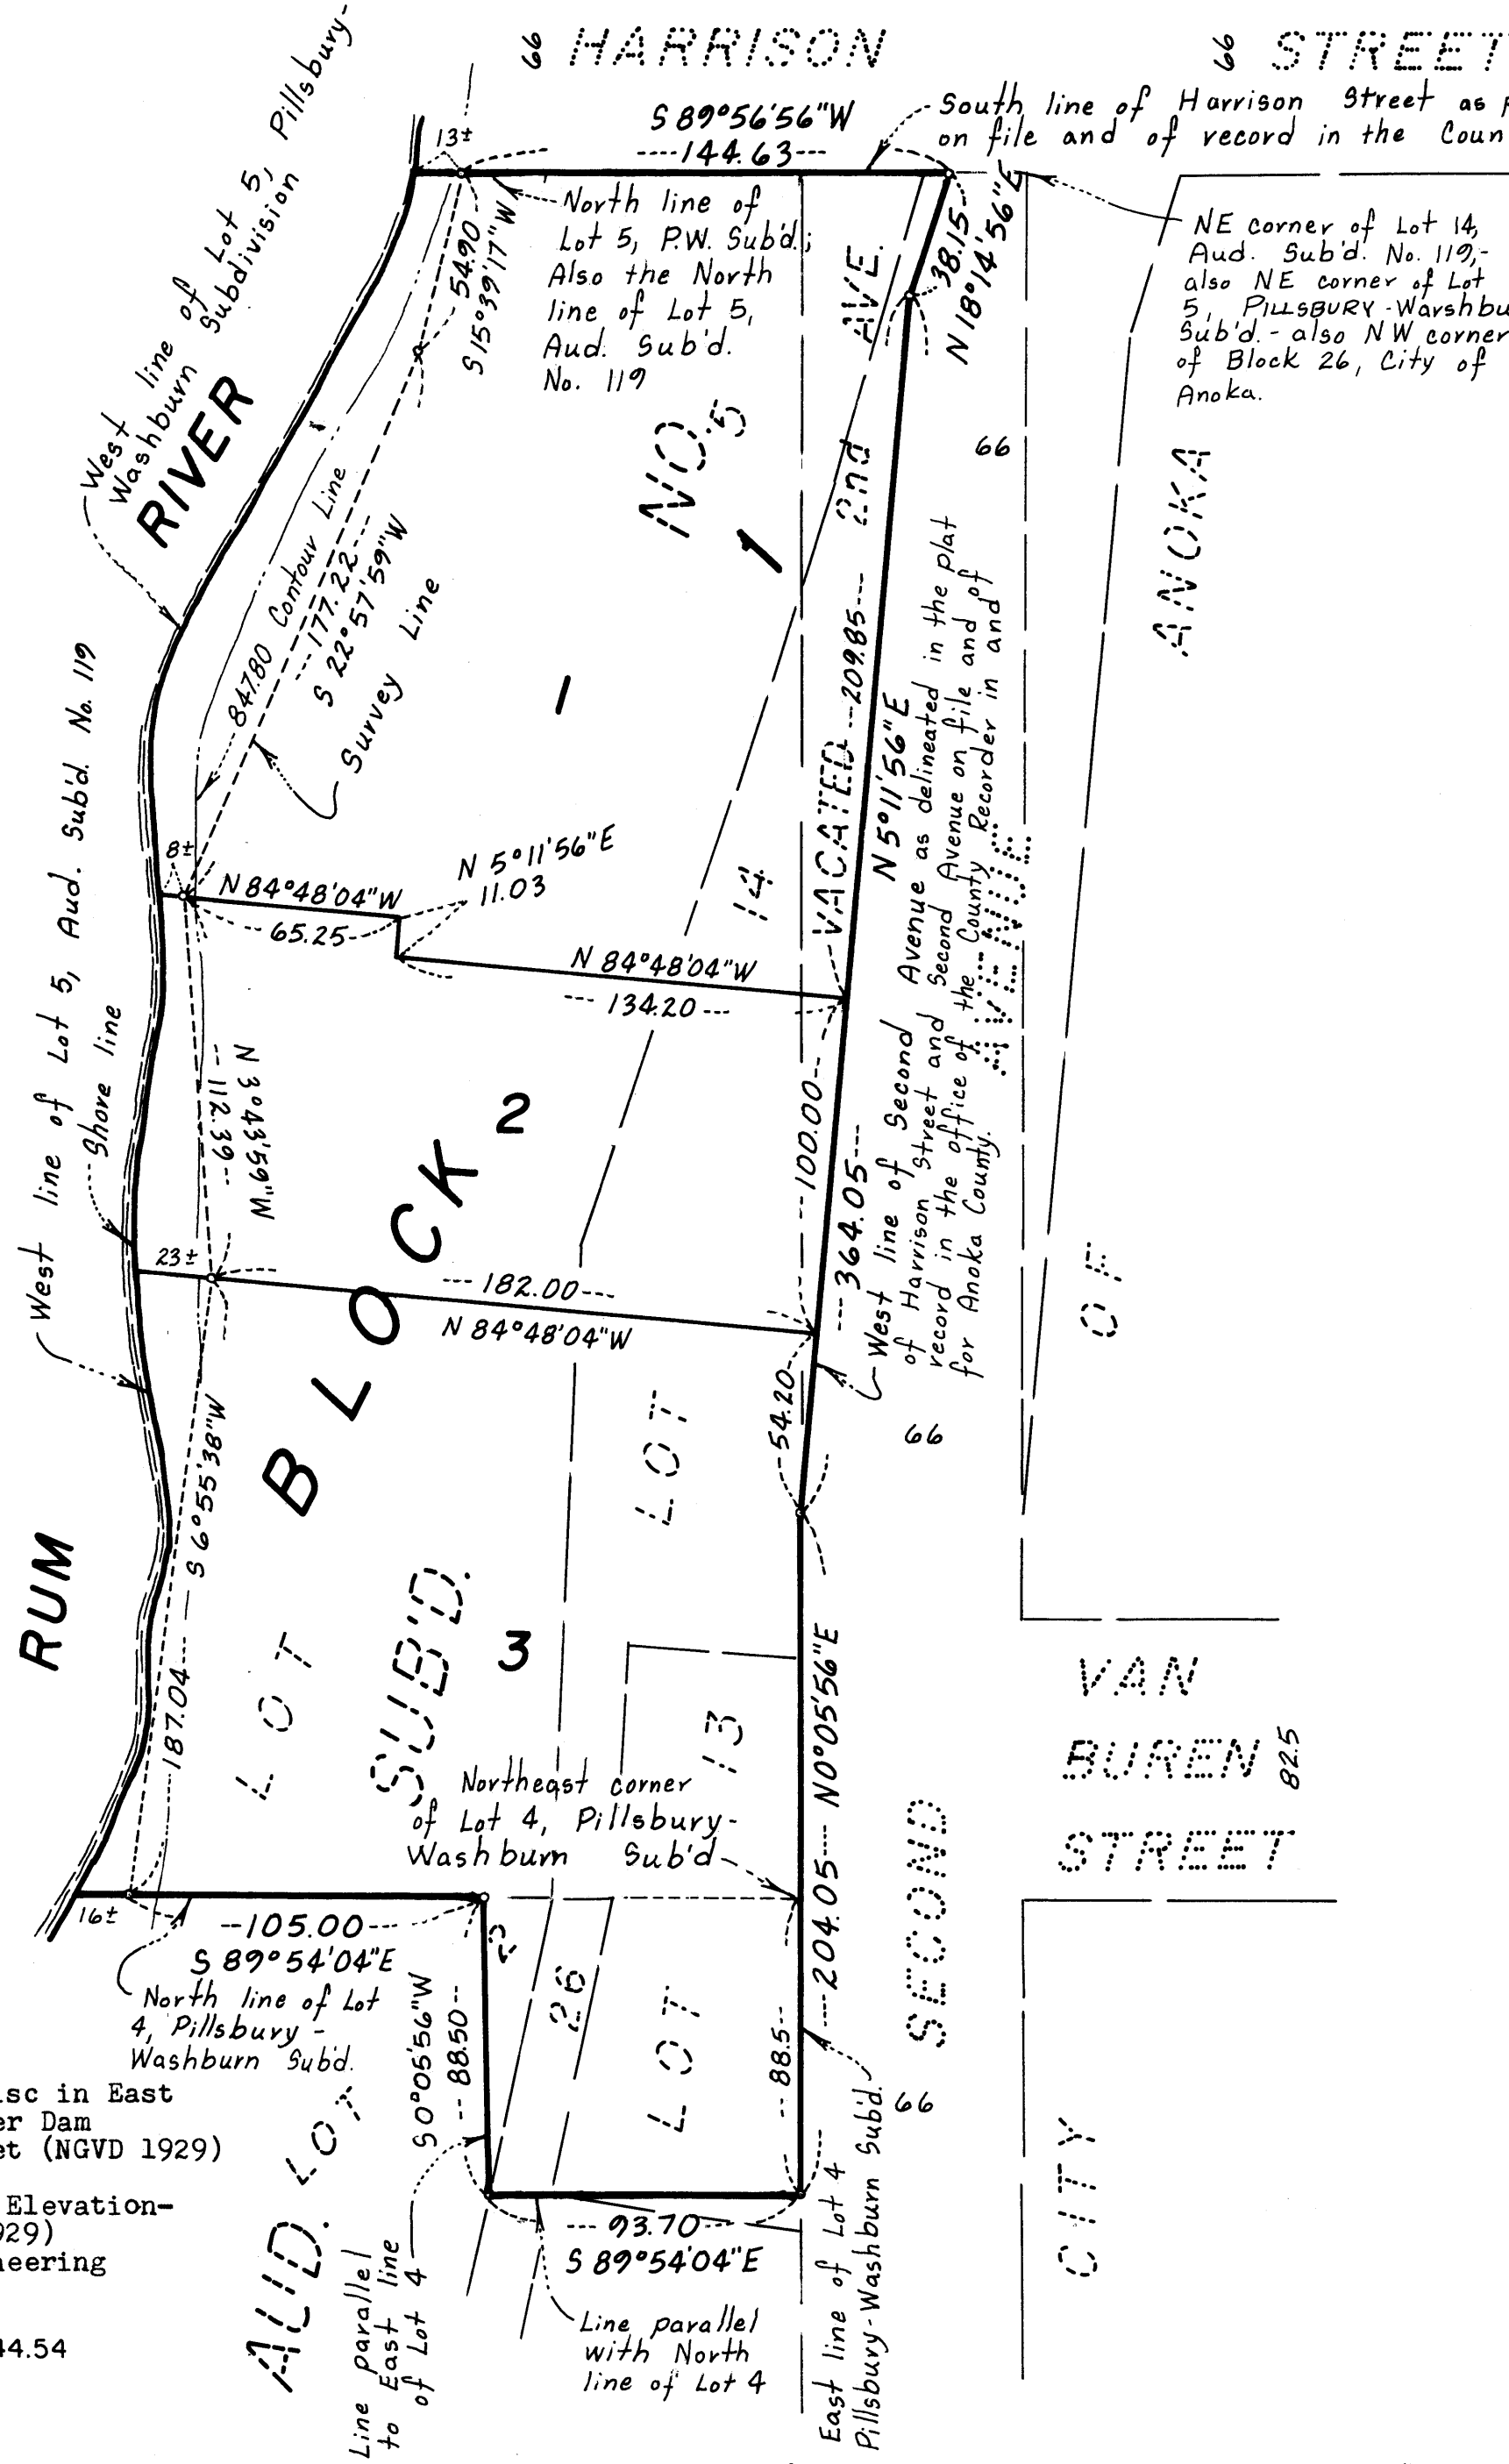 66 HARRISON 66 STREET
S 89°56'56"W
---144.63---
South line of Harrison Street as
on file and of record in the Coun
13±
54.90
S 15°39'17"W
North line of
Lot 5, P.W. Sub'd.;
Also the North
line of Lot 5,
Aud. Sub'd.
No. 119
38.15
N 18°14'56"E
NE corner of Lot 14,
Aud. Sub'd. No. 119,-
also NE corner of Lot
5, PILLSBURY-Warshbu
Sub'd. - also NW corner
of Block 26, City of
Anoka.
West line of Lot 5, Pillsbury-
Washburn Subdivision
RIVER
847.80 Contour Line
---177.22---
S 22°57'59"W
Survey Line
NO.
5
1
1
VACATED 2nd AVE.
66
ANOKA
---209.85---
N 5°11'56"E
14
8±
N 84°48'04"W
65.25
N 5°11'56"E
11.03
N 84°48'04"W
--- 134.20 ---
West line of Lot 5, Aud. Sub'd. No. 119
Shore line
N 3°43'59"W
-- 112.39 --
2
--100.00--
---364.05---
West line of Second Avenue as delineated in the plat
of Harrison Street and Second Avenue on file and of
record in the office of the County Recorder in and
for Anoka County.
AVENUE
OF
23±
--- 182.00---
N 84°48'04"W
BLOCK
54.20
66
LOT
RUM
---187.04--- S 6°55'38"W
LOT
SUB'D.
3
13
---204.05--- N0°05'56"E
VAN
BUREN 82.5
STREET
Northeast corner
of Lot 4, Pillsbury-
Washburn Sub'd
16±
--105.00---
S 89°54'04"E
North line of Lot
4, Pillsbury-
Washburn Sub'd.
S 0°05'56"W
-- 88.50--
26
LOT
--88.5--
SECOND
66
CITY
isc in East
er Dam
et (NGVD 1929)
Elevation-
929)
neering
44.54
AUD. LOT
Line parallel
to East line
of Lot 4
--- 93.70---
S 89°54'04"E
Line parallel
with North
line of Lot 4
East line of Lot 4
Pillsbury-Washburn Sub'd.